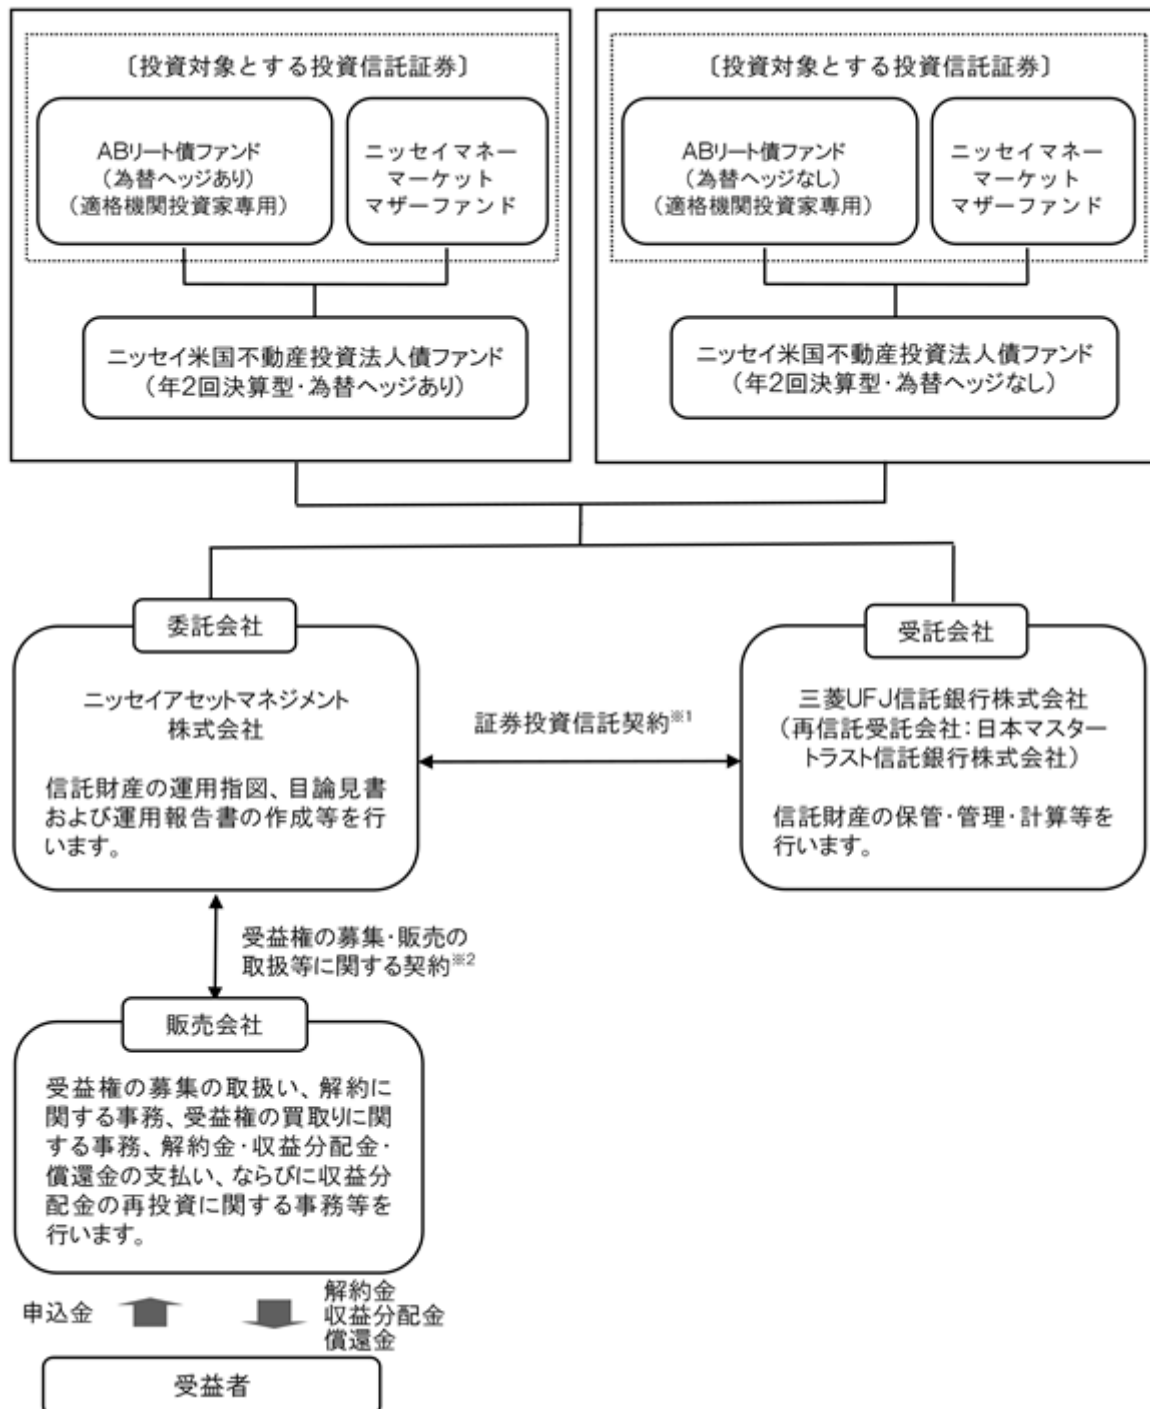 〔投資対象とする投資信託証券〕
ABリート債ファンド
（為替ヘッジあり）
（適格機関投資家専用）
ニッセイマネー
マーケット
マザーファンド
ニッセイ米国不動産投資法人債ファンド
（年2回決算型・為替ヘッジあり）
〔投資対象とする投資信託証券〕
ABリート債ファンド
（為替ヘッジなし）
（適格機関投資家専用）
ニッセイマネー
マーケット
マザーファンド
ニッセイ米国不動産投資法人債ファンド
（年2回決算型・為替ヘッジなし）
委託会社
ニッセイアセットマネジメント
株式会社
信託財産の運用指図、目論見書
および運用報告書の作成等を行
います。
証券投資信託契約※1
受託会社
三菱UFJ信託銀行株式会社
（再信託受託会社：日本マスター
トラスト信託銀行株式会社）
信託財産の保管・管理・計算等を
行います。
受益権の募集・販売の
取扱等に関する契約※2
販売会社
受益権の募集の取扱い、解約に
関する事務、受益権の買取りに関
する事務、解約金・収益分配金・
償還金の支払い、ならびに収益分
配金の再投資に関する事務等を
行います。
申込金
解約金
収益分配金
償還金
受益者